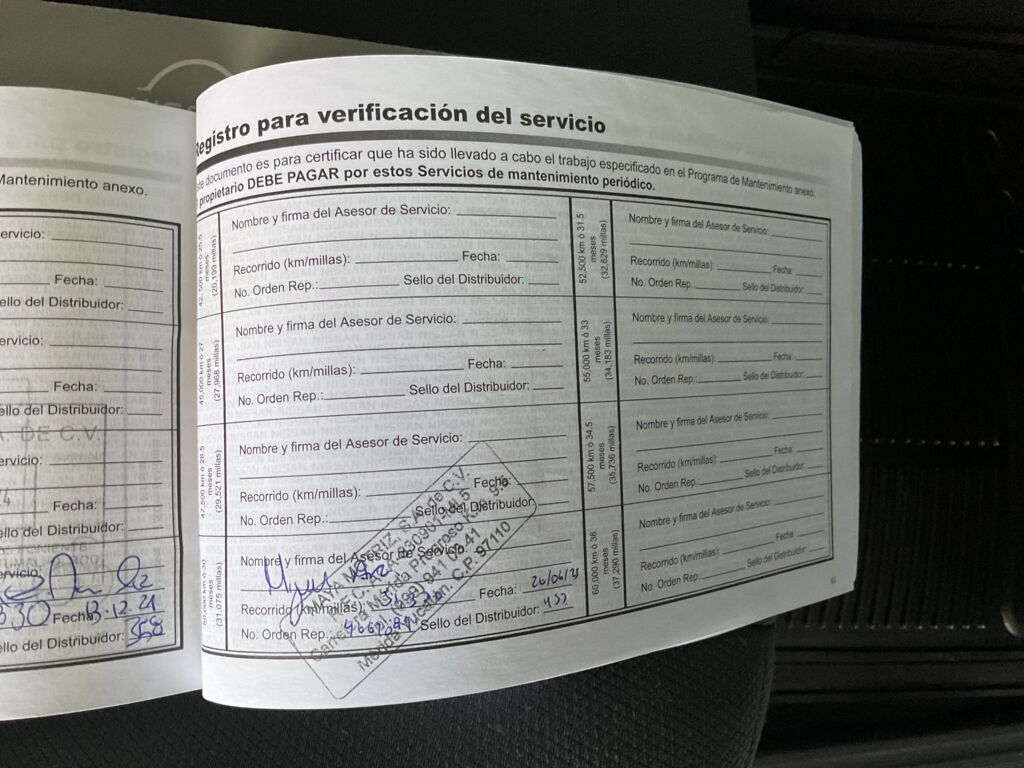 Mantenimiento anexo.
ervicio:
Fecha:
ello del Distribuidor:
ervicio:
Fecha:
ello del Distribuidor:
A. DE C.V.
ervicio:
Fecha:
ello del Distribuidor:
ervicio:
830 Fecha: 13.12.21
ello del Distribuidor: 358
Registro para verificación del servicio
Este documento es para certificar que ha sido llevado a cabo el trabajo especificado en el Programa de Mantenimiento anexo.
propietario DEBE PAGAR por estos Servicios de mantenimiento periódico.
42,500 km ó 25.5
meses
(20,199 millas)
Nombre y firma del Asesor de Servicio:
Recorrido (km/millas): Fecha:
No. Orden Rep.: Sello del Distribuidor:
45,000 km ó 27
meses
(27,968 millas)
Nombre y firma del Asesor de Servicio:
Recorrido (km/millas): Fecha:
No. Orden Rep.: Sello del Distribuidor:
47,500 km ó 28.5
meses
(29,521 millas)
Nombre y firma del Asesor de Servicio:
Recorrido (km/millas): Fecha:
No. Orden Rep.: Sello del Distribuidor:
50,000 km ó 30
meses
(31,075 millas)
Nombre y firma del Asesor de Servicio:
Recorrido (km/millas): Fecha:
No. Orden Rep.: Sello del Distribuidor:
S.A. de C.V.
C.P. 97110
52,500 km ó 31.5
meses
(32,629 millas)
Nombre y firma del Asesor de Servicio:
Recorrido (km/millas): Fecha:
No. Orden Rep.: Sello del Distribuidor:
55,000 km ó 33
meses
(34,183 millas)
Nombre y firma del Asesor de Servicio:
Recorrido (km/millas): Fecha:
No. Orden Rep.: Sello del Distribuidor:
57,500 km ó 34.5
meses
(35,736 millas)
Nombre y firma del Asesor de Servicio:
Recorrido (km/millas): Fecha:
No. Orden Rep.: Sello del Distribuidor:
60,000 km ó 36
meses
(37,290 millas)
Nombre y firma del Asesor de Servicio:
Recorrido (km/millas): Fecha:
No. Orden Rep.: Sello del Distribuidor: